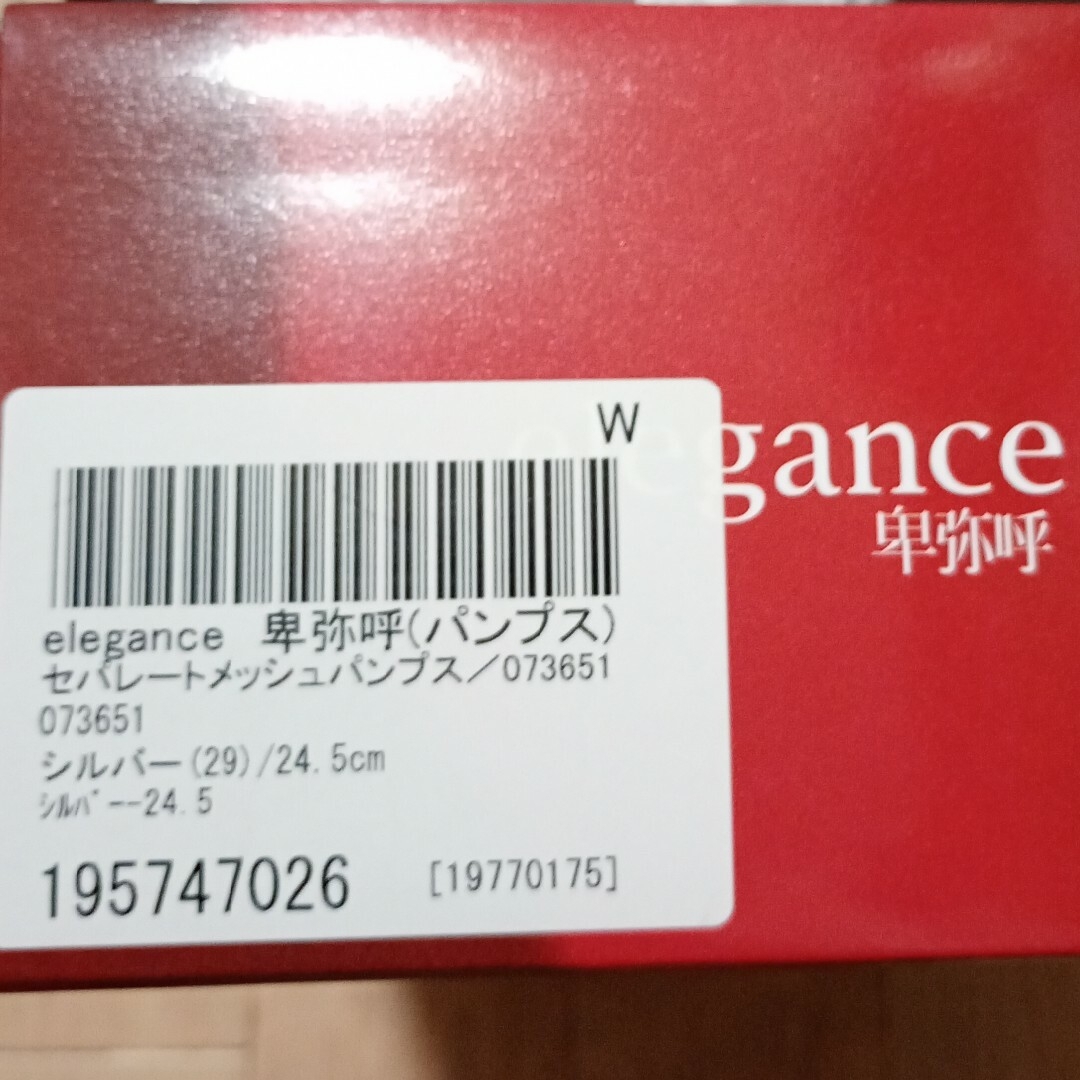 W
elegance
卑弥呼
elegance 卑弥呼(パンプス)
セパレートメッシュパンプス／073651
073651
シルバー(29)/24.5cm
ｼﾙﾊﾞｰ-24.5
195747026 [19770175]